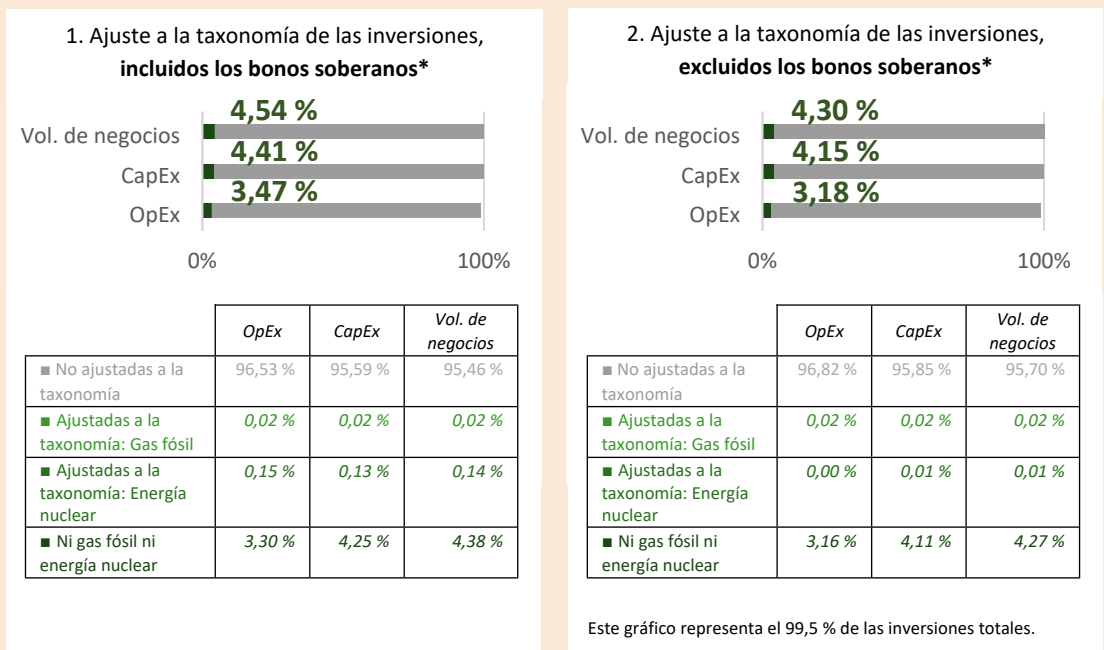 1. Ajuste a la taxonomía de las inversiones,
incluidos los bonos soberanos*
4,54 %
Vol. de negocios
4,41 %
CapEx
3,47 %
OpEx
0%
100%
OpEx
CapEx
Vol. de
negocios
■ No ajustadas a la
taxonomía
96,53 %
95,59 %
95,46 %
■ Ajustadas a la
taxonomía: Gas fósil
0,02 %
0,02 %
0,02 %
■ Ajustadas a la
taxonomía: Energía
nuclear
0,15 %
0,13 %
0,14 %
■ Ni gas fósil ni
energía nuclear
3,30 %
4,25 %
4,38 %
2. Ajuste a la taxonomía de las inversiones,
excluidos los bonos soberanos*
4,30 %
Vol. de negocios
4,15 %
CapEx
3,18 %
OpEx
0%
100%
OpEx
CapEx
Vol. de
negocios
■ No ajustadas a la
taxonomía
96,82 %
95,85 %
95,70 %
■ Ajustadas a la
taxonomía: Gas fósil
0,02 %
0,02 %
0,02 %
■ Ajustadas a la
taxonomía: Energía
nuclear
0,00 %
0,01 %
0,01 %
■ Ni gas fósil ni
energía nuclear
3,16 %
4,11 %
4,27 %
Este gráfico representa el 99,5 % de las inversiones totales.